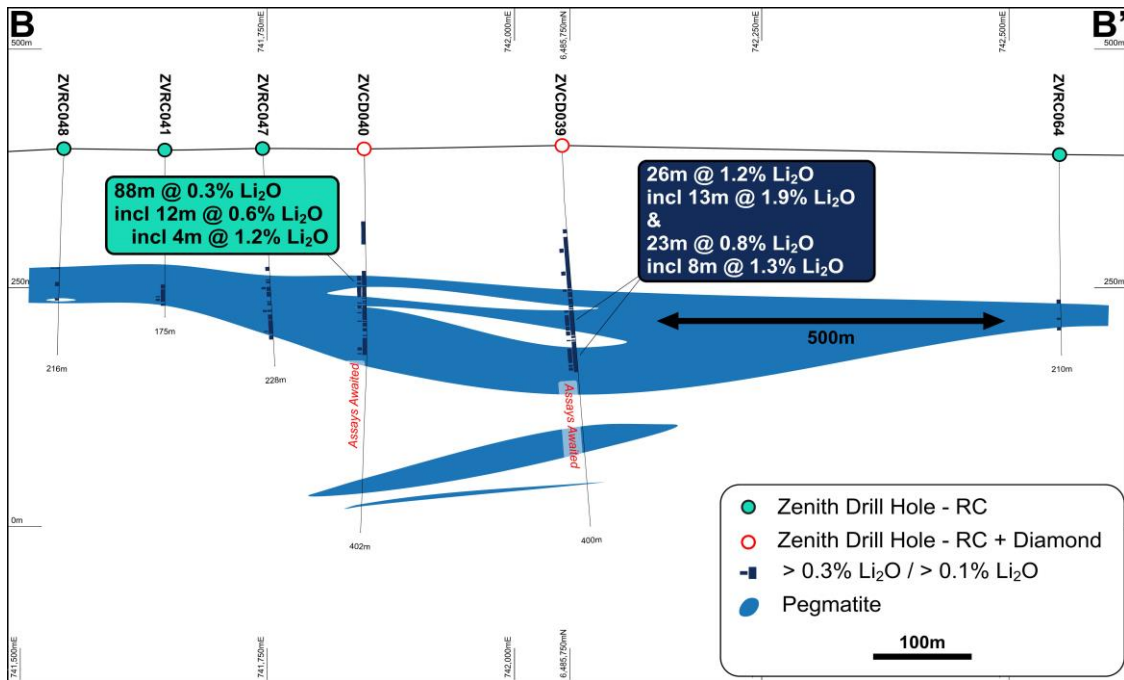 B
B'
500m
741,750mE
742,000mE
6,485,750mN
742,250mE
742,500mE
500m
ZVRC048
ZVRC041
ZVRC047
ZVCD040
ZVCD039
ZVRC064
88m @ 0.3% Li₂O
incl 12m @ 0.6% Li₂O
incl 4m @ 1.2% Li₂O
26m @ 1.2% Li₂O
incl 13m @ 1.9% Li₂O
&
23m @ 0.8% Li₂O
incl 8m @ 1.3% Li₂O
250m
250m
500m
175m
216m
228m
210m
Assays Awaited
Assays Awaited
0m
402m
400m
Zenith Drill Hole - RC
Zenith Drill Hole - RC + Diamond
> 0.3% Li₂O / > 0.1% Li₂O
Pegmatite
100m
741,500mE
741,750mE
742,000mE
6,485,750mN